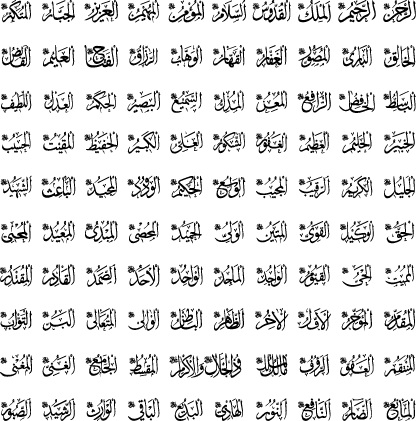 الرحمن الرحيم الملك القدوس السلام المؤمن المهيمن العزيز الجبار المتكبر
الخالق البارئ المصور الغفار القهار الوهاب الرزاق الفتاح العليم القابض
الباسط الخافض الرافع المعز المذل السميع البصير الحكم العدل اللطيف
الخبير الحليم العظيم الغفور الشكور العلي الكبير الحفيظ المقيت الحسيب
الجليل الكريم الرقيب المجيب الواسع الحكيم الودود المجيد الباعث الشهيد
الحق الوكيل القوي المتين الولي الحميد المحصي المبدئ المعيد المحيي
المميت الحي القيوم الواجد الماجد الواحد الأحد الصمد القادر المقتدر
المقدم المؤخر الأول الآخر الظاهر الباطن الوالي المتعالي البر التواب
المنتقم العفو الرؤوف مالك الملك ذو الجلال والإكرام المقسط الجامع الغني المغني
المانع الضار النافع النور الهادي البديع الباقي الوارث الرشيد الصبور